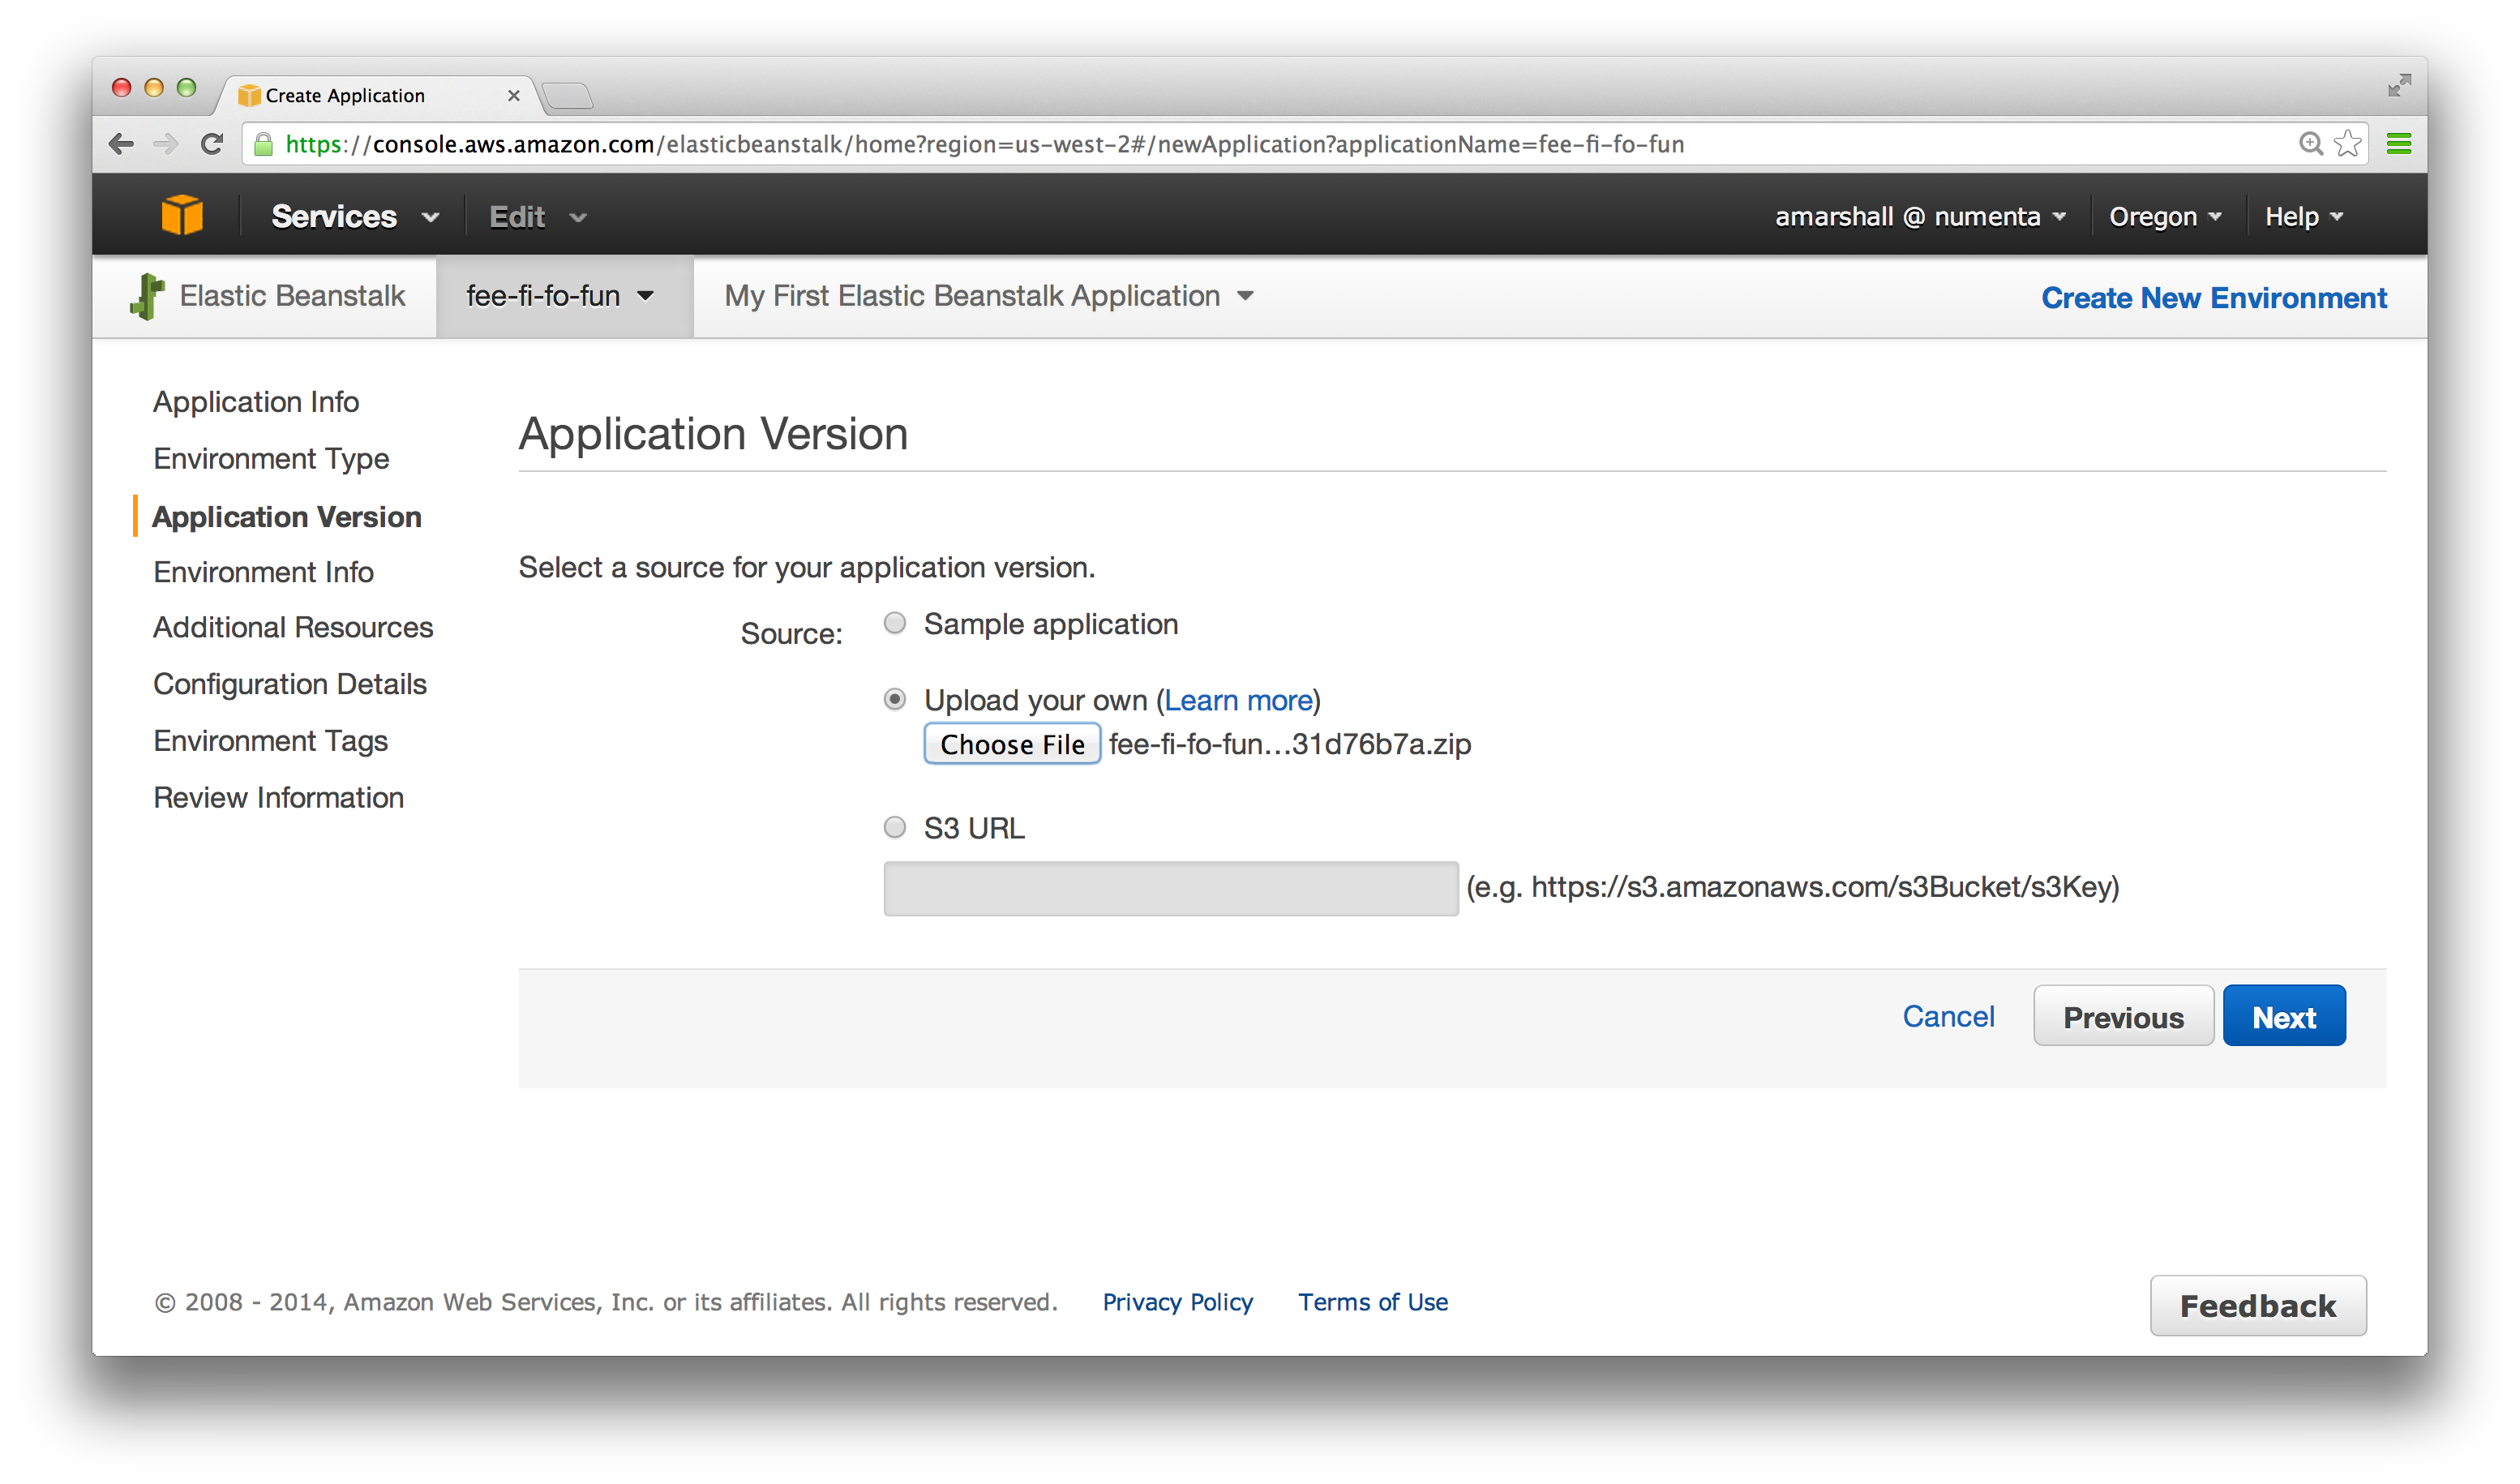 Create Application
https://console.aws.amazon.com/elasticbeanstalk/home?region=us-west-2#/newApplication?applicationName=fee-fi-fo-fun
Services Edit amarshall @ numenta Oregon Help
Elastic Beanstalk fee-fi-fo-fun My First Elastic Beanstalk Application Create New Environment
Application Info
Environment Type
Application Version
Environment Info
Additional Resources
Configuration Details
Environment Tags
Review Information
Application Version
Select a source for your application version.
Source: Sample application
Upload your own (Learn more)
Choose File fee-fi-fo-fun...31d76b7a.zip
S3 URL
(e.g. https://s3.amazonaws.com/s3Bucket/s3Key)
Cancel Previous Next
© 2008 - 2014, Amazon Web Services, Inc. or its affiliates. All rights reserved. Privacy Policy Terms of Use
Feedback